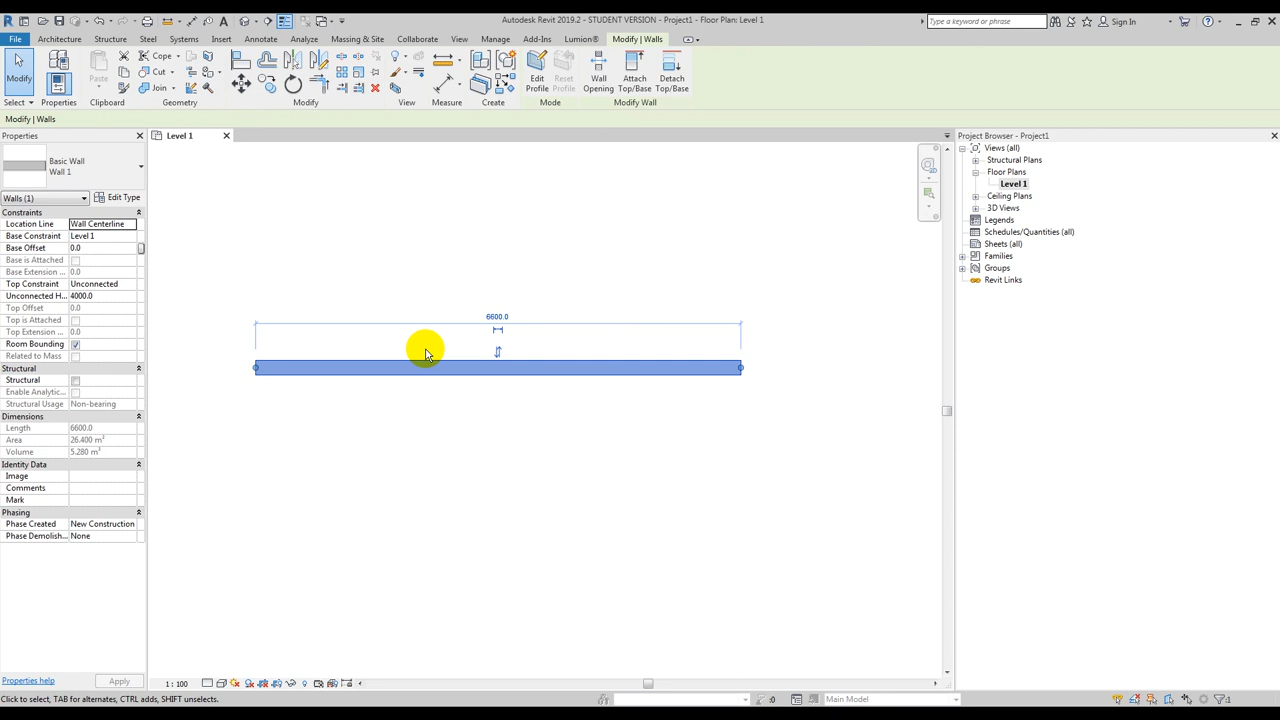 Autodesk Revit 2019.2 - STUDENT VERSION - Project1 - Floor Plan: Level 1
Type a keyword or phrase
Sign In
File Architecture Structure Steel Systems Insert Annotate Analyze Massing & Site Collaborate View Manage Add-Ins Lumion® Modify | Walls
Modify
Properties
Paste
Cope
Cut
Join
Edit Profile
Reset Profile
Wall Opening
Attach Top/Base
Detach Top/Base
Select
Properties
Clipboard
Geometry
Modify
View
Measure
Create
Mode
Modify Wall
Modify | Walls
Properties
Level 1
Project Browser - Project1
Basic Wall
Wall 1
Walls (1)
Edit Type
Constraints
Location Line Wall Centerline
Base Constraint Level 1
Base Offset 0.0
Base is Attached
Base Extension ... 0.0
Top Constraint Unconnected
Unconnected H... 4000.0
Top Offset 0.0
Top is Attached
Top Extension ... 0.0
Room Bounding
Related to Mass
Structural
Structural
Enable Analytic...
Structural Usage Non-bearing
Dimensions
Length 6600.0
Area 26.400 m²
Volume 5.280 m³
Identity Data
Image
Comments
Mark
Phasing
Phase Created New Construction
Phase Demolish... None
Properties help
Apply
6600.0
Views (all)
Structural Plans
Floor Plans
Level 1
Ceiling Plans
3D Views
Legends
Schedules/Quantities (all)
Sheets (all)
Families
Groups
Revit Links
1 : 100
Click to select, TAB for alternates, CTRL adds, SHIFT unselects.
:0
Main Model
:1